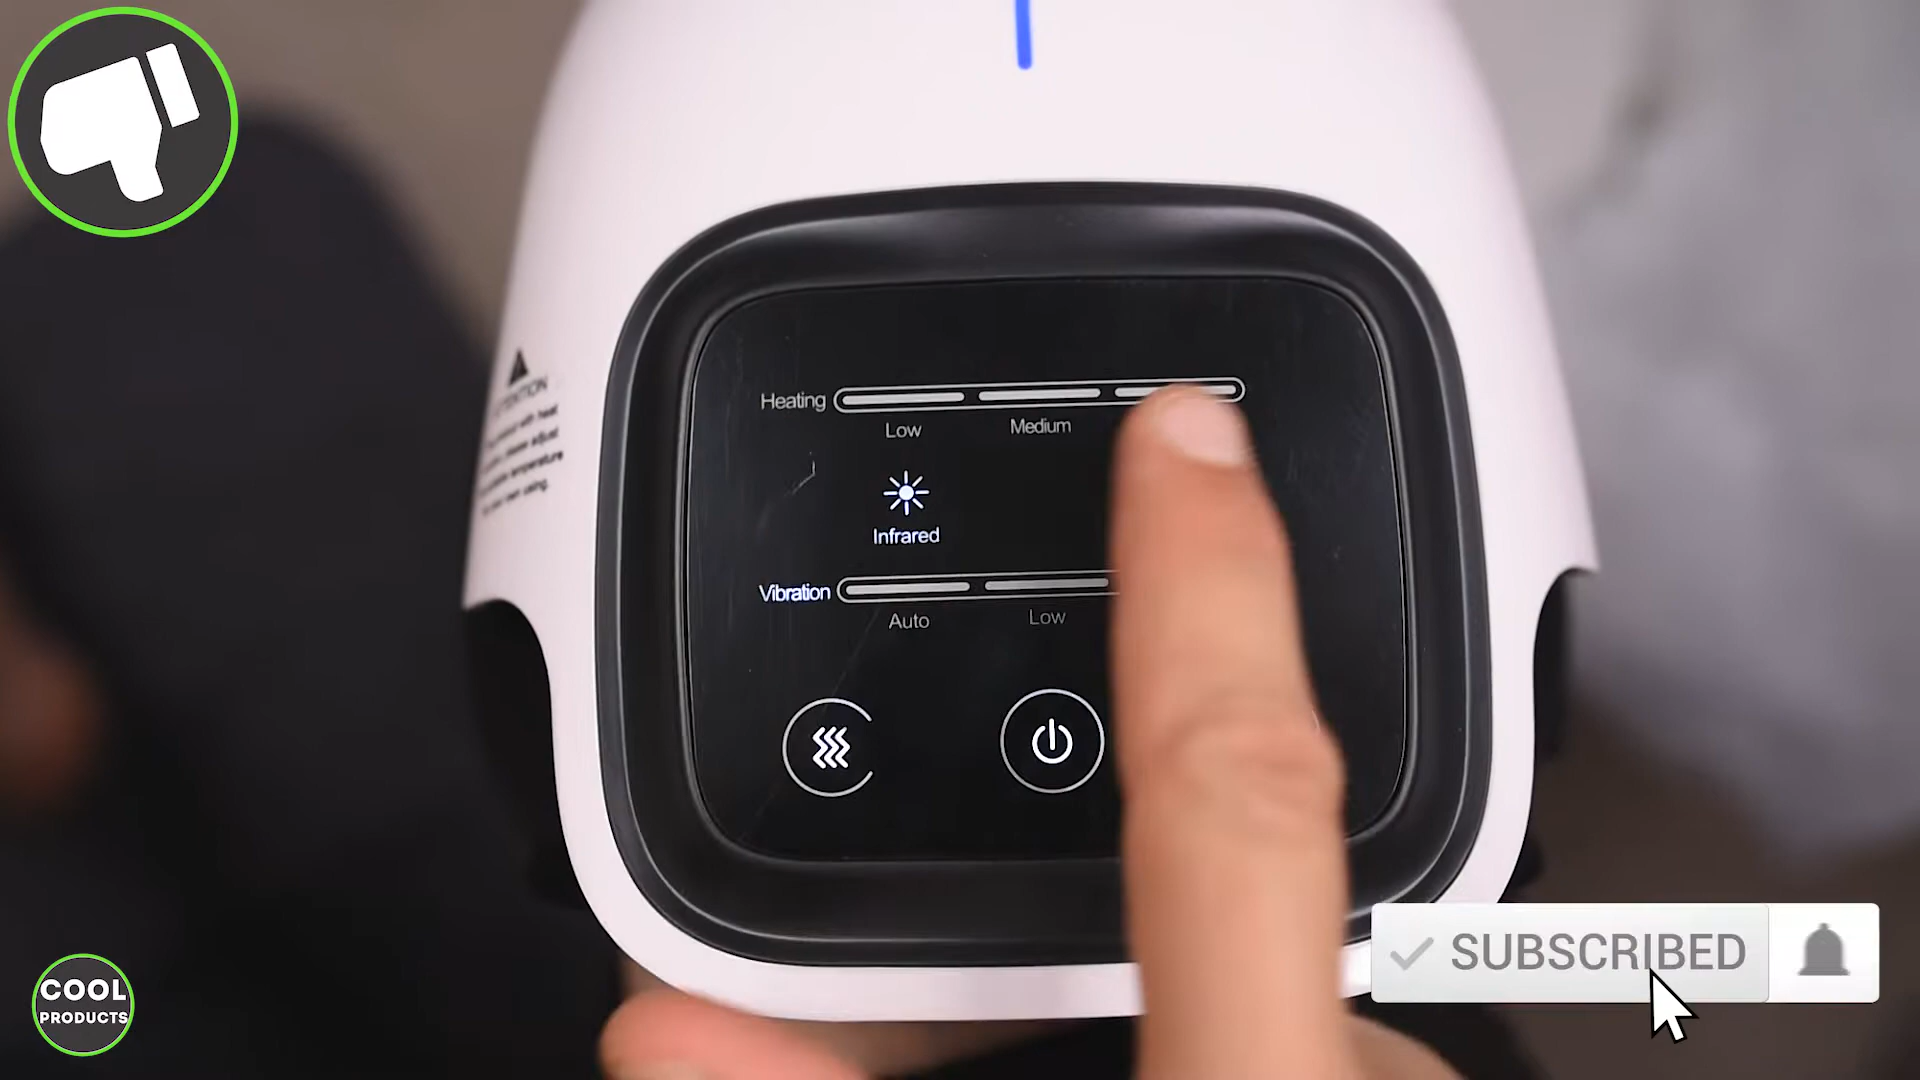 Heating
Low
Medium
Infrared
Vibration
Auto
Low
SUBSCRIBED
COOL
PRODUCTS